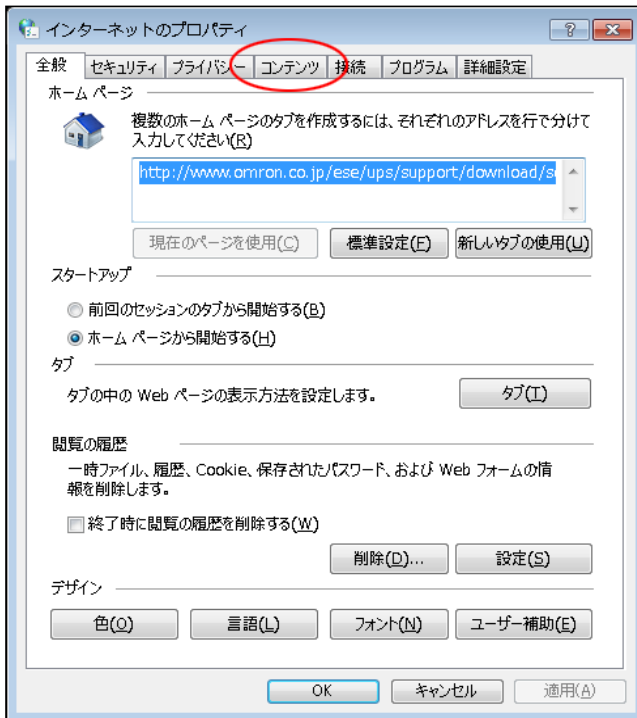 インターネットのプロパティ
全般 セキュリティ プライバシー コンテンツ 接続 プログラム 詳細設定
ホーム ページ
複数のホーム ページのタブを作成するには、それぞれのアドレスを行で分けて
入力してください(R)
http://www.omron.co.jp/ese/ups/support/download/s
現在のページを使用(C) 標準設定(F) 新しいタブの使用(U)
スタートアップ
前回のセッションのタブから開始する(B)
ホーム ページから開始する(H)
タブ
タブの中の Web ページの表示方法を設定します。 タブ(T)
閲覧の履歴
一時ファイル、履歴、Cookie、保存されたパスワード、および Web フォームの情
報を削除します。
終了時に閲覧の履歴を削除する(W)
削除(D)... 設定(S)
デザイン
色(O) 言語(L) フォント(N) ユーザー補助(E)
OK キャンセル 適用(A)